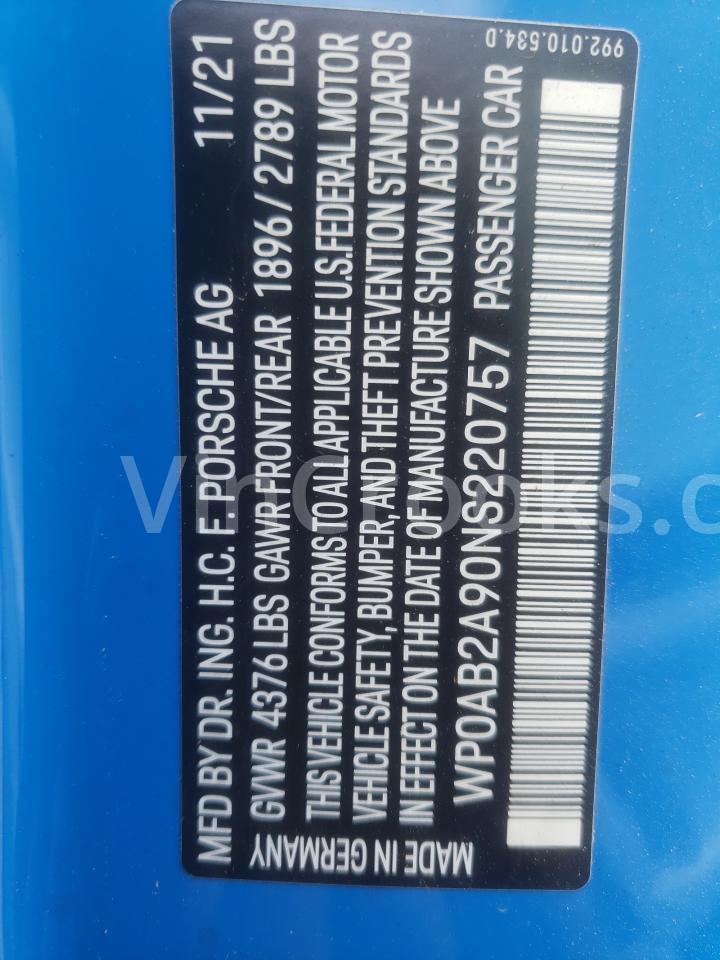 MFD BY DR. ING. H.C. F. PORSCHE AG 11/21
GVWR 4376 LBS GAWR FRONT/REAR 1896 / 2789 LBS
THIS VEHICLE CONFORMS TO ALL APPLICABLE U.S. FEDERAL MOTOR
VEHICLE SAFETY, BUMPER, AND THEFT PREVENTION STANDARDS
IN EFFECT ON THE DATE OF MANUFACTURE SHOWN ABOVE
WP0AB2A90NS220757 PASSENGER CAR
MADE IN GERMANY
992.010.534.D